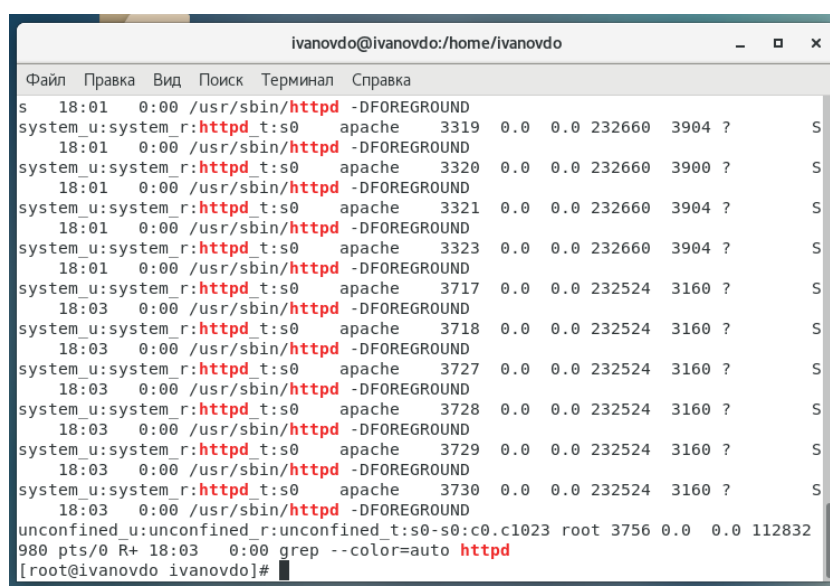 ivanovdo@ivanovdo:/home/ivanovdo
Файл Правка Вид Поиск Терминал Справка
s 18:01 0:00 /usr/sbin/httpd -DFOREGROUND
system_u:system_r:httpd_t:s0 apache 3319 0.0 0.0 232660 3904 ? S
18:01 0:00 /usr/sbin/httpd -DFOREGROUND
system_u:system_r:httpd_t:s0 apache 3320 0.0 0.0 232660 3900 ? S
18:01 0:00 /usr/sbin/httpd -DFOREGROUND
system_u:system_r:httpd_t:s0 apache 3321 0.0 0.0 232660 3904 ? S
18:01 0:00 /usr/sbin/httpd -DFOREGROUND
system_u:system_r:httpd_t:s0 apache 3323 0.0 0.0 232660 3904 ? S
18:01 0:00 /usr/sbin/httpd -DFOREGROUND
system_u:system_r:httpd_t:s0 apache 3717 0.0 0.0 232524 3160 ? S
18:03 0:00 /usr/sbin/httpd -DFOREGROUND
system_u:system_r:httpd_t:s0 apache 3718 0.0 0.0 232524 3160 ? S
18:03 0:00 /usr/sbin/httpd -DFOREGROUND
system_u:system_r:httpd_t:s0 apache 3727 0.0 0.0 232524 3160 ? S
18:03 0:00 /usr/sbin/httpd -DFOREGROUND
system_u:system_r:httpd_t:s0 apache 3728 0.0 0.0 232524 3160 ? S
18:03 0:00 /usr/sbin/httpd -DFOREGROUND
system_u:system_r:httpd_t:s0 apache 3729 0.0 0.0 232524 3160 ? S
18:03 0:00 /usr/sbin/httpd -DFOREGROUND
system_u:system_r:httpd_t:s0 apache 3730 0.0 0.0 232524 3160 ? S
18:03 0:00 /usr/sbin/httpd -DFOREGROUND
unconfined_u:unconfined_r:unconfined_t:s0-s0:c0.c1023 root 3756 0.0 0.0 112832
980 pts/0 R+ 18:03 0:00 grep --color=auto httpd
[root@ivanovdo ivanovdo]#